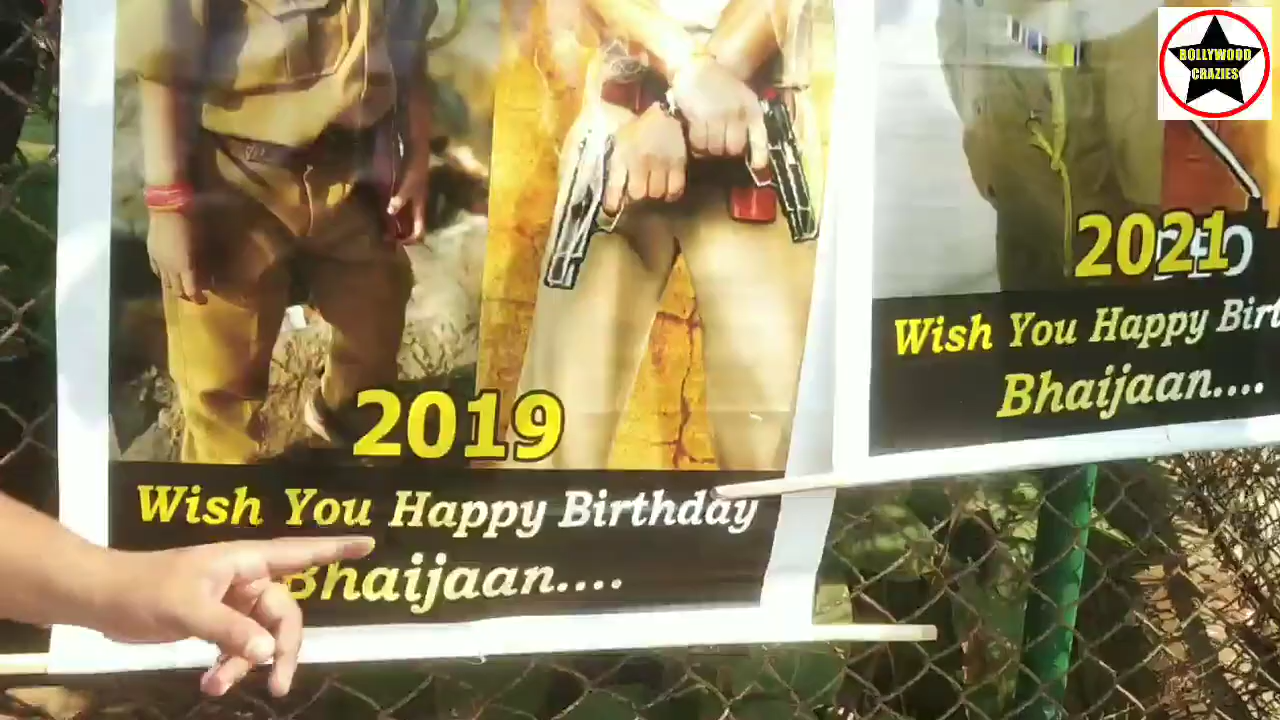 BOLLYWOOD
CRAZIES
2019
Wish You Happy Birthday
Bhaijaan....
2021
Wish You Happy Birt
Bhaijaan....